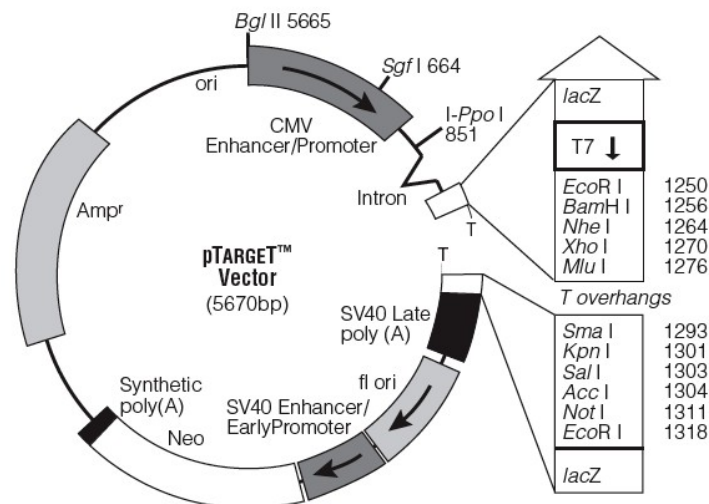 Bgl II 5665
Sgf I 664
ori
CMV
Enhancer/Promoter
I-Ppo I
851
Intron
T
Ampʳ
pTARGET™
Vector
(5670bp)
T
SV40 Late
poly (A)
fl ori
Synthetic
poly(A)
SV40 Enhancer/
EarlyPromoter
Neo
lacZ
T7
EcoR I 1250
BamH I 1256
Nhe I 1264
Xho I 1270
Mlu I 1276
T overhangs
Sma I 1293
Kpn I 1301
Sal I 1303
Acc I 1304
Not I 1311
EcoR I 1318
lacZ